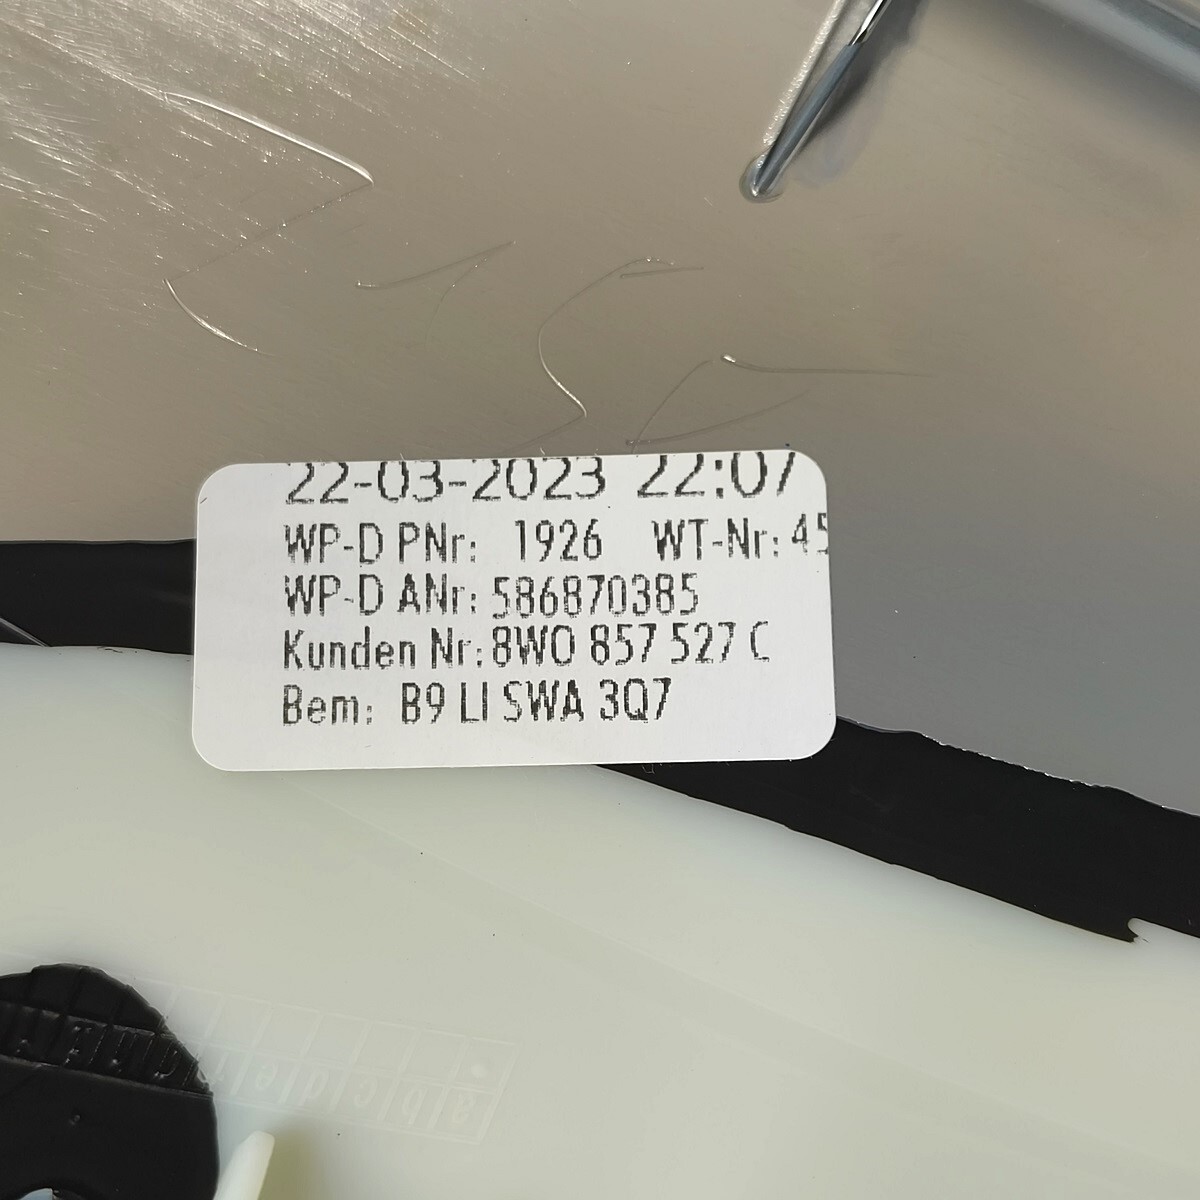 22-03-2023 22:07
WP-D PNr: 1926 WT-Nr: 45
WP-D ANr: 586870385
Kunden Nr: 8W0 857 527 C
Bem: B9 LI SWA 3Q7